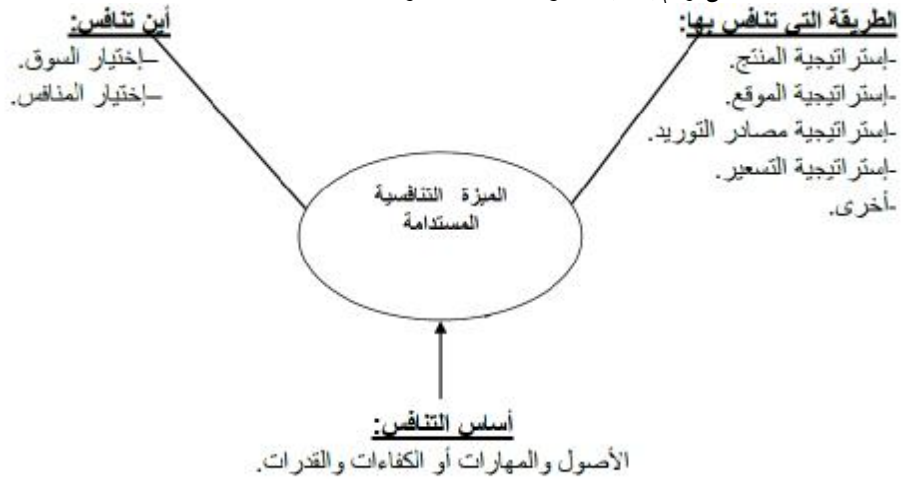 الطريقة التي تنافس بها:
-إستراتيجية المنتج.
-إستراتيجية الموقع.
-إستراتيجية مصادر التوريد.
-إستراتيجية التسعير.
-أخرى.
أين تنافس:
–إختيار السوق.
–إختيار المنافس.
الميزة التنافسية
المستدامة
أساس التنافس:
الأصول والمهارات أو الكفاءات والقدرات.